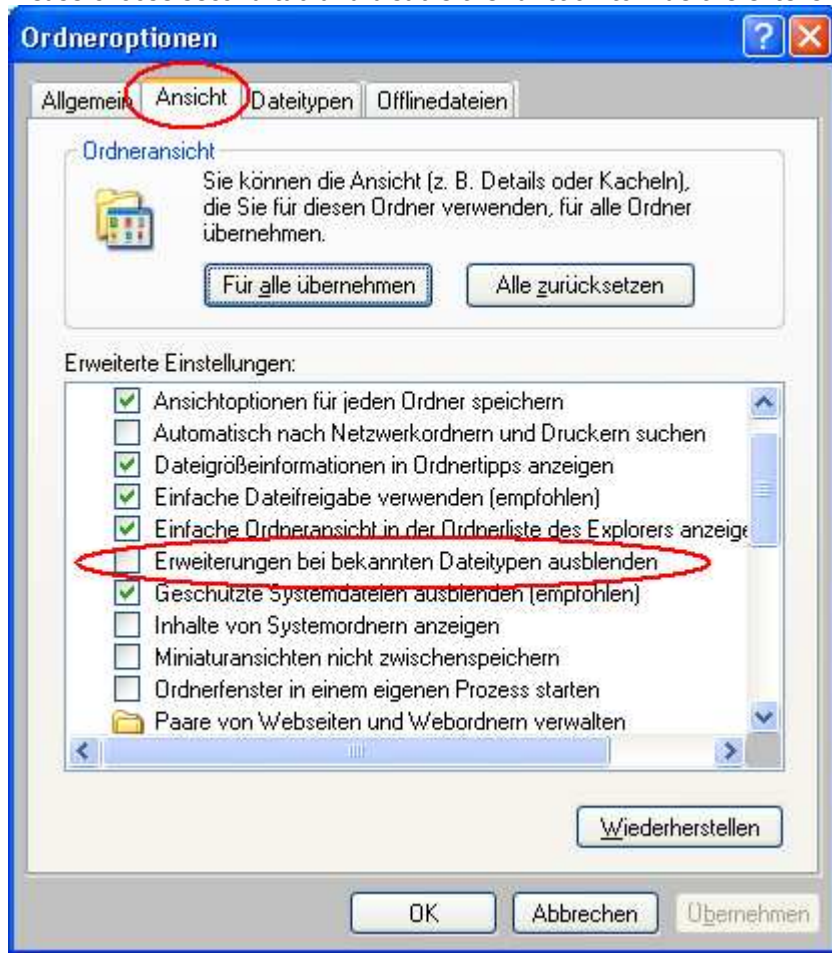 Ordneroptionen
Allgemein Ansicht Dateitypen Offlinedateien
Ordneransicht
Sie können die Ansicht (z. B. Details oder Kacheln),
die Sie für diesen Ordner verwenden, für alle Ordner
übernehmen.
Für alle übernehmen Alle zurücksetzen
Erweiterte Einstellungen:
Ansichtoptionen für jeden Ordner speichern
Automatisch nach Netzwerkordnern und Druckern suchen
Dateigrößeinformationen in Ordnertipps anzeigen
Einfache Dateifreigabe verwenden (empfohlen)
Einfache Ordneransicht in der Ordnerliste des Explorers anzeige
Erweiterungen bei bekannten Dateitypen ausblenden
Geschützte Systemdateien ausblenden (empfohlen)
Inhalte von Systemordnern anzeigen
Miniaturansichten nicht zwischenspeichern
Ordnerfenster in einem eigenen Prozess starten
Paare von Webseiten und Webordnern verwalten
Wiederherstellen
OK Abbrechen Übernehmen